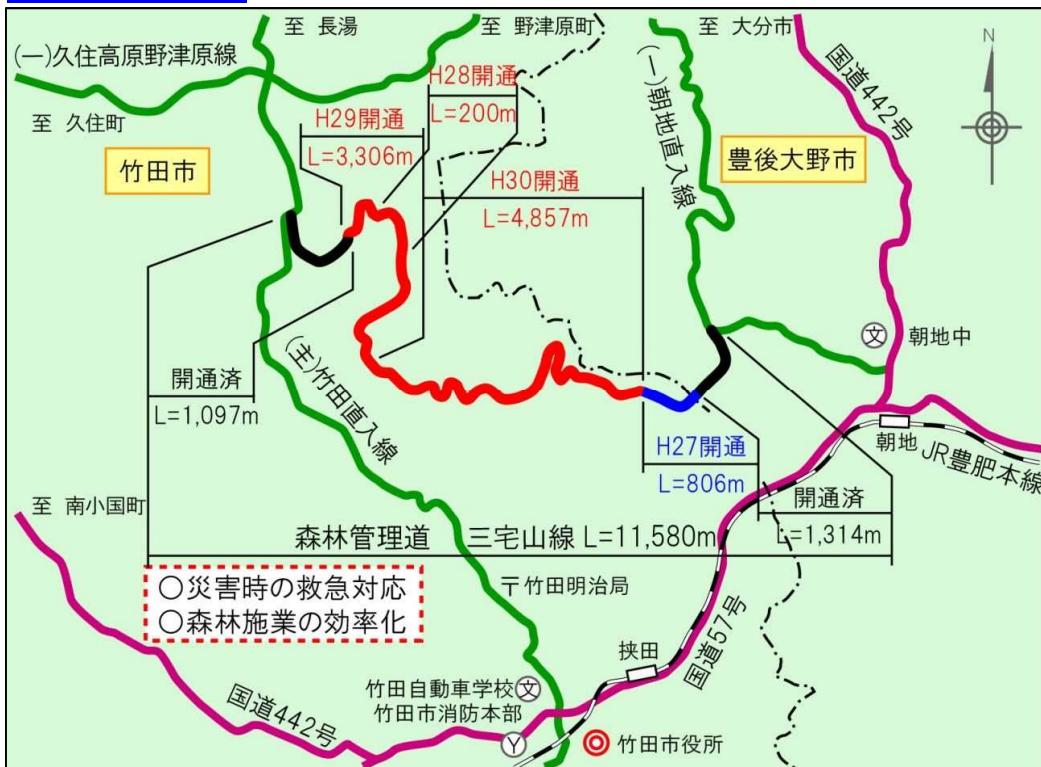 至 長湯
至 野津原町
至 大分市
(一)久住高原野津原線
至 久住町
H28開通
L=200m
H29開通
L=3,306m
(一)朝地直入線
国道442号
N
竹田市
豊後大野市
H30開通
L=4,857m
文
朝地中
(主)竹田直入線
開通済
L=1,097m
H27開通
L=806m
朝地
JR豊肥本線
開通済
L=1,314m
至 南小国町
森林管理道 三宅山線 L=11,580m
○災害時の救急対応
○森林施業の効率化
〒竹田明治局
国道57号
挾田
竹田自動車学校
文
竹田市消防本部
Y
国道442号
竹田市役所